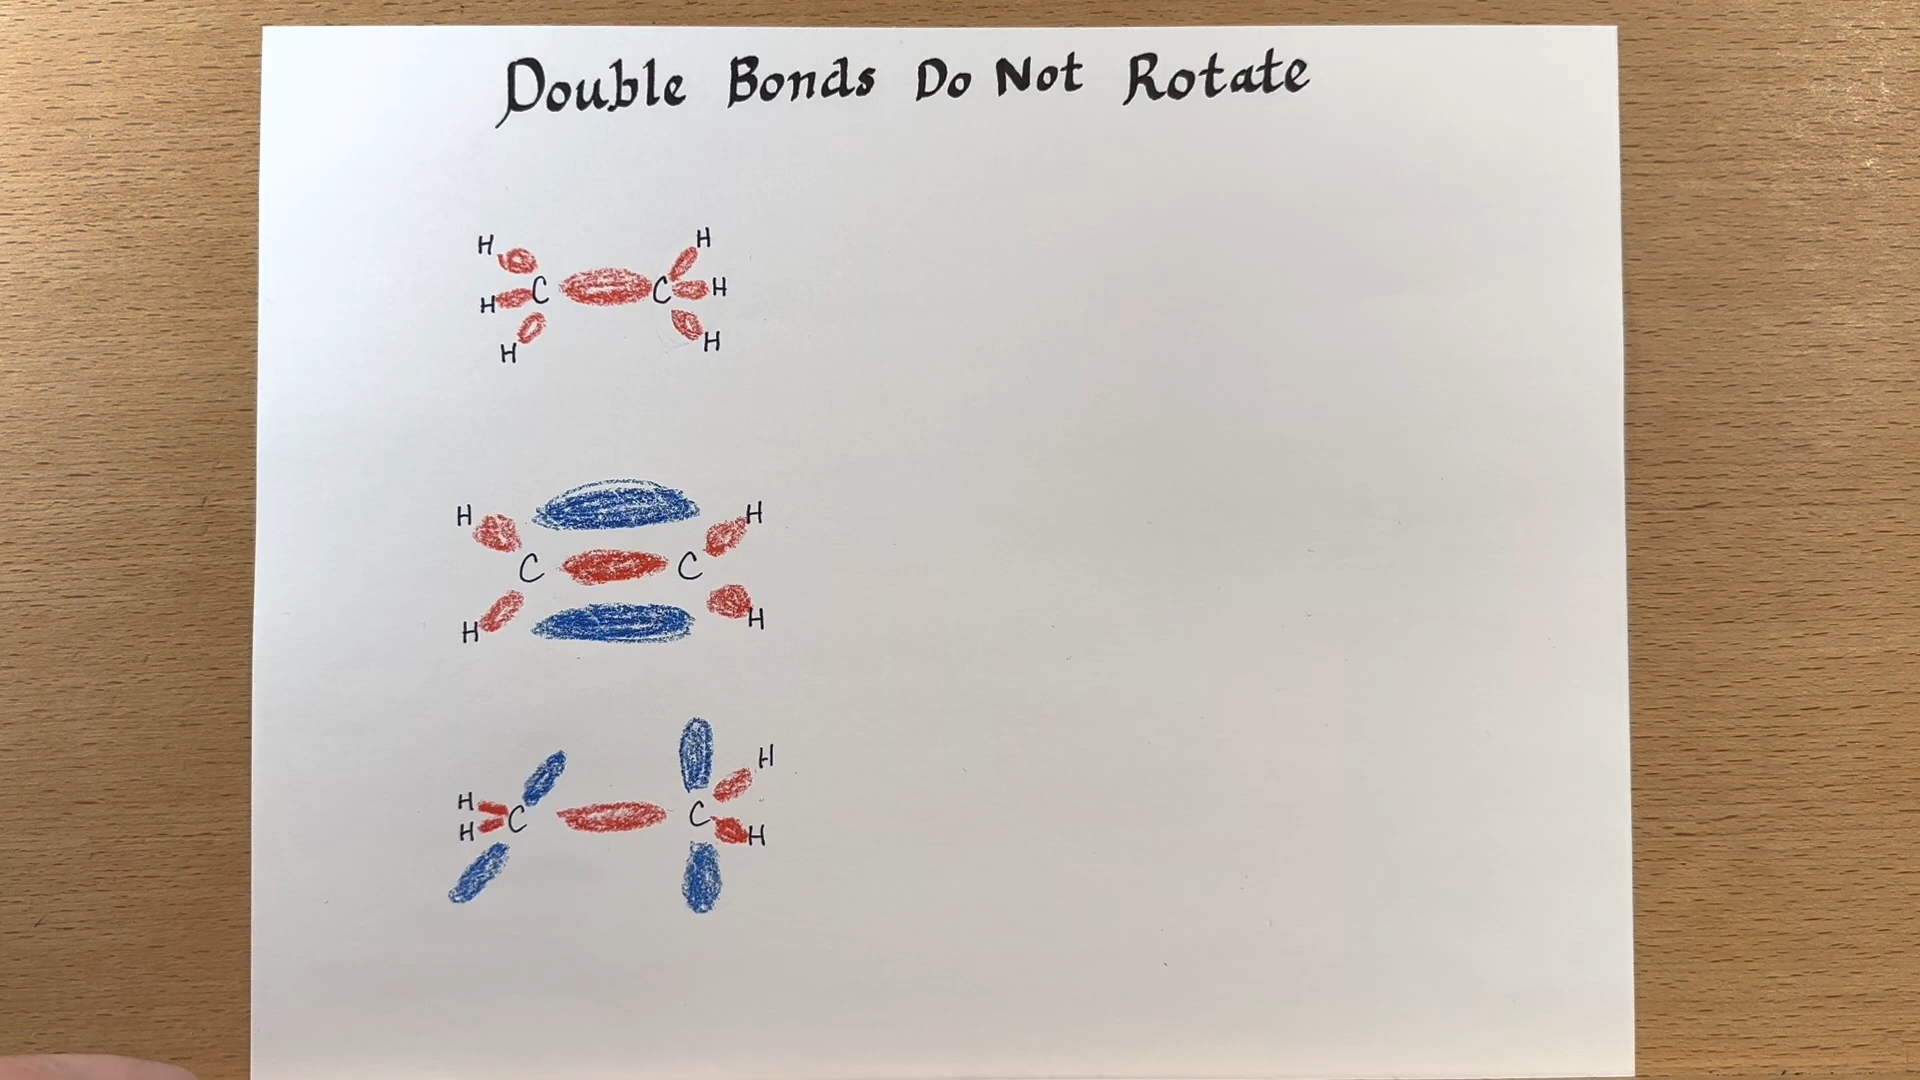 Double Bonds Do Not Rotate
H H
C C H
H
H H
H H
C C
H H
H
H C C
H H